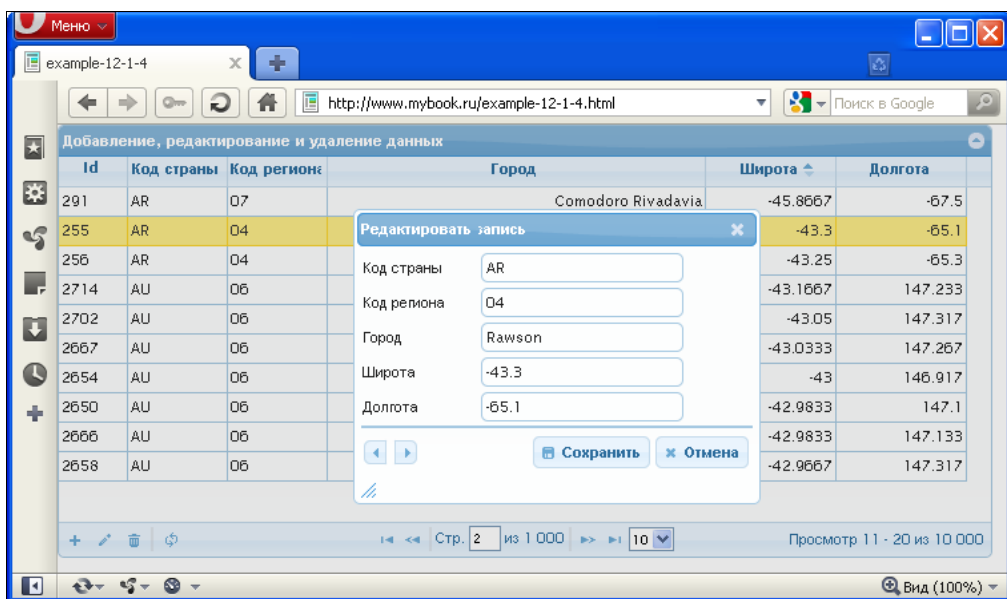 Меню
example-12-1-4
http://www.mybook.ru/example-12-1-4.html Поиск в Google
Добавление, редактирование и удаление данных
Id Код страны Код региона Город Широта Долгота
291 AR 07 Comodoro Rivadavia -45.8667 -67.5
255 AR 04 -43.3 -65.1
256 AR 04 -43.25 -65.3
2714 AU 06 -43.1667 147.233
2702 AU 06 -43.05 147.317
2667 AU 06 -43.0333 147.267
2654 AU 06 -43 146.917
2650 AU 06 -42.9833 147.1
2666 AU 06 -42.9833 147.133
2658 AU 06 -42.9667 147.317
Редактировать запись
Код страны AR
Код региона 04
Город Rawson
Широта -43.3
Долгота -65.1
Сохранить Отмена
Стр. 2 из 1 000 10 Просмотр 11 - 20 из 10 000
Вид (100%)